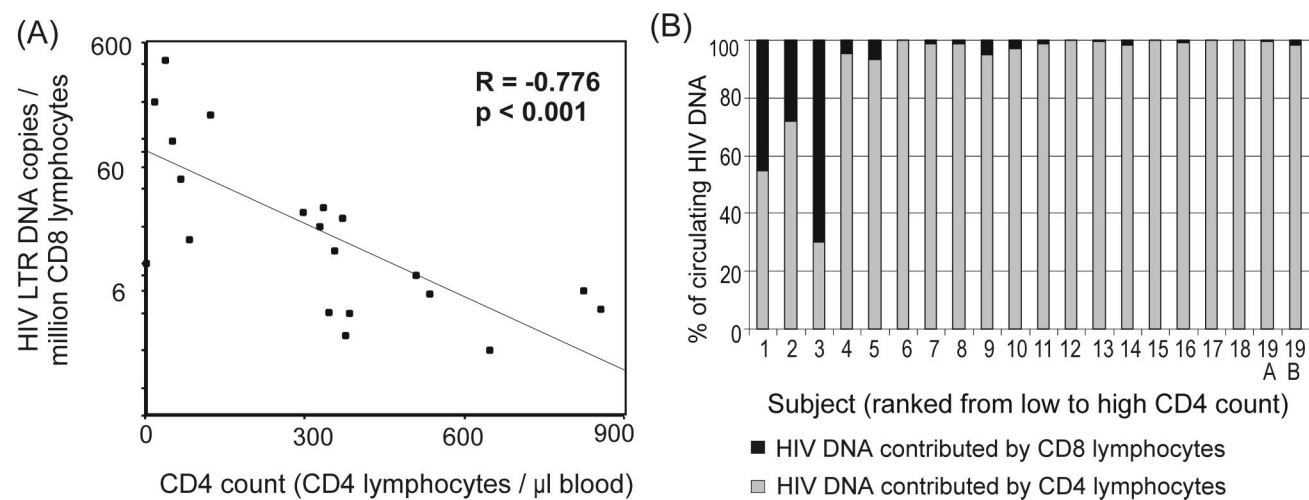 (A)
HIV LTR DNA copies /
million CD8 lymphocytes
600
60
6
R = -0.776
p < 0.001
0 300 600 900
CD4 count (CD4 lymphocytes / µl blood)
(B)
% of circulating HIV DNA
100
80
60
40
20
0
1 2 3 4 5 6 7 8 9 10 11 12 13 14 15 16 17 18 19 19
A B
Subject (ranked from low to high CD4 count)
HIV DNA contributed by CD8 lymphocytes
HIV DNA contributed by CD4 lymphocytes